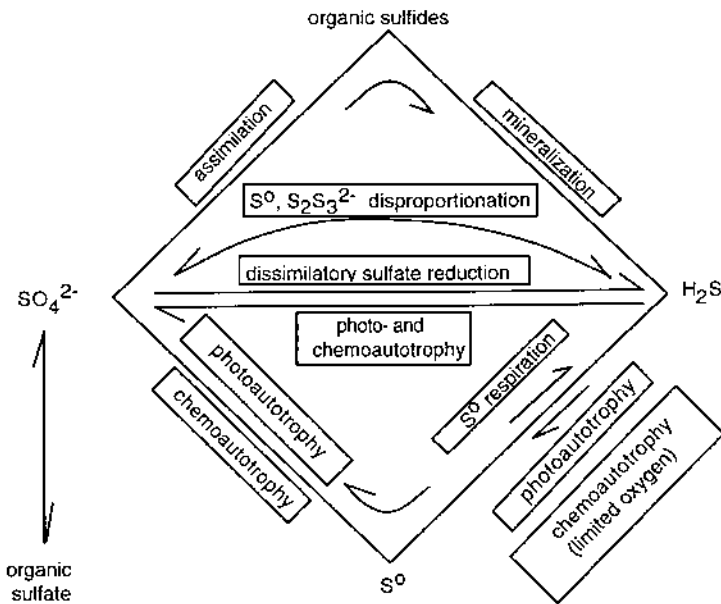 organic sulfides
assimilation
mineralization
S⁰, S₂S₃²⁻ disproportionation
dissimilatory sulfate reduction
SO₄²⁻
H₂S
photo- and
chemoautotrophy
photoautotrophy
chemoautotrophy
S⁰ respiration
photoautotrophy
chemoautotrophy
(limited oxygen)
S⁰
organic
sulfate